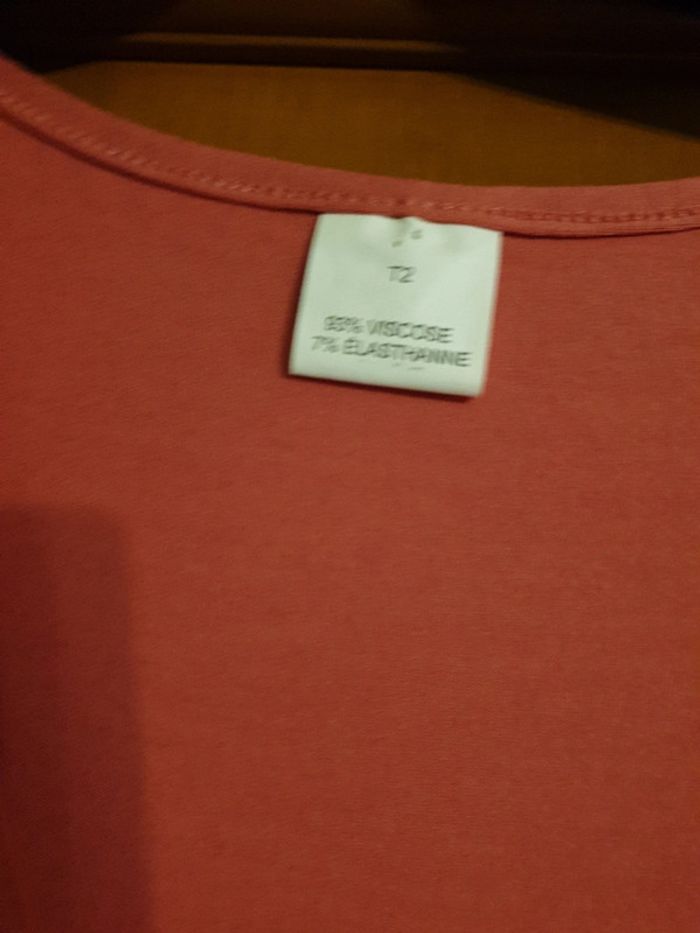 T2
93% VISCOSE
7% ÉLASTHANNE